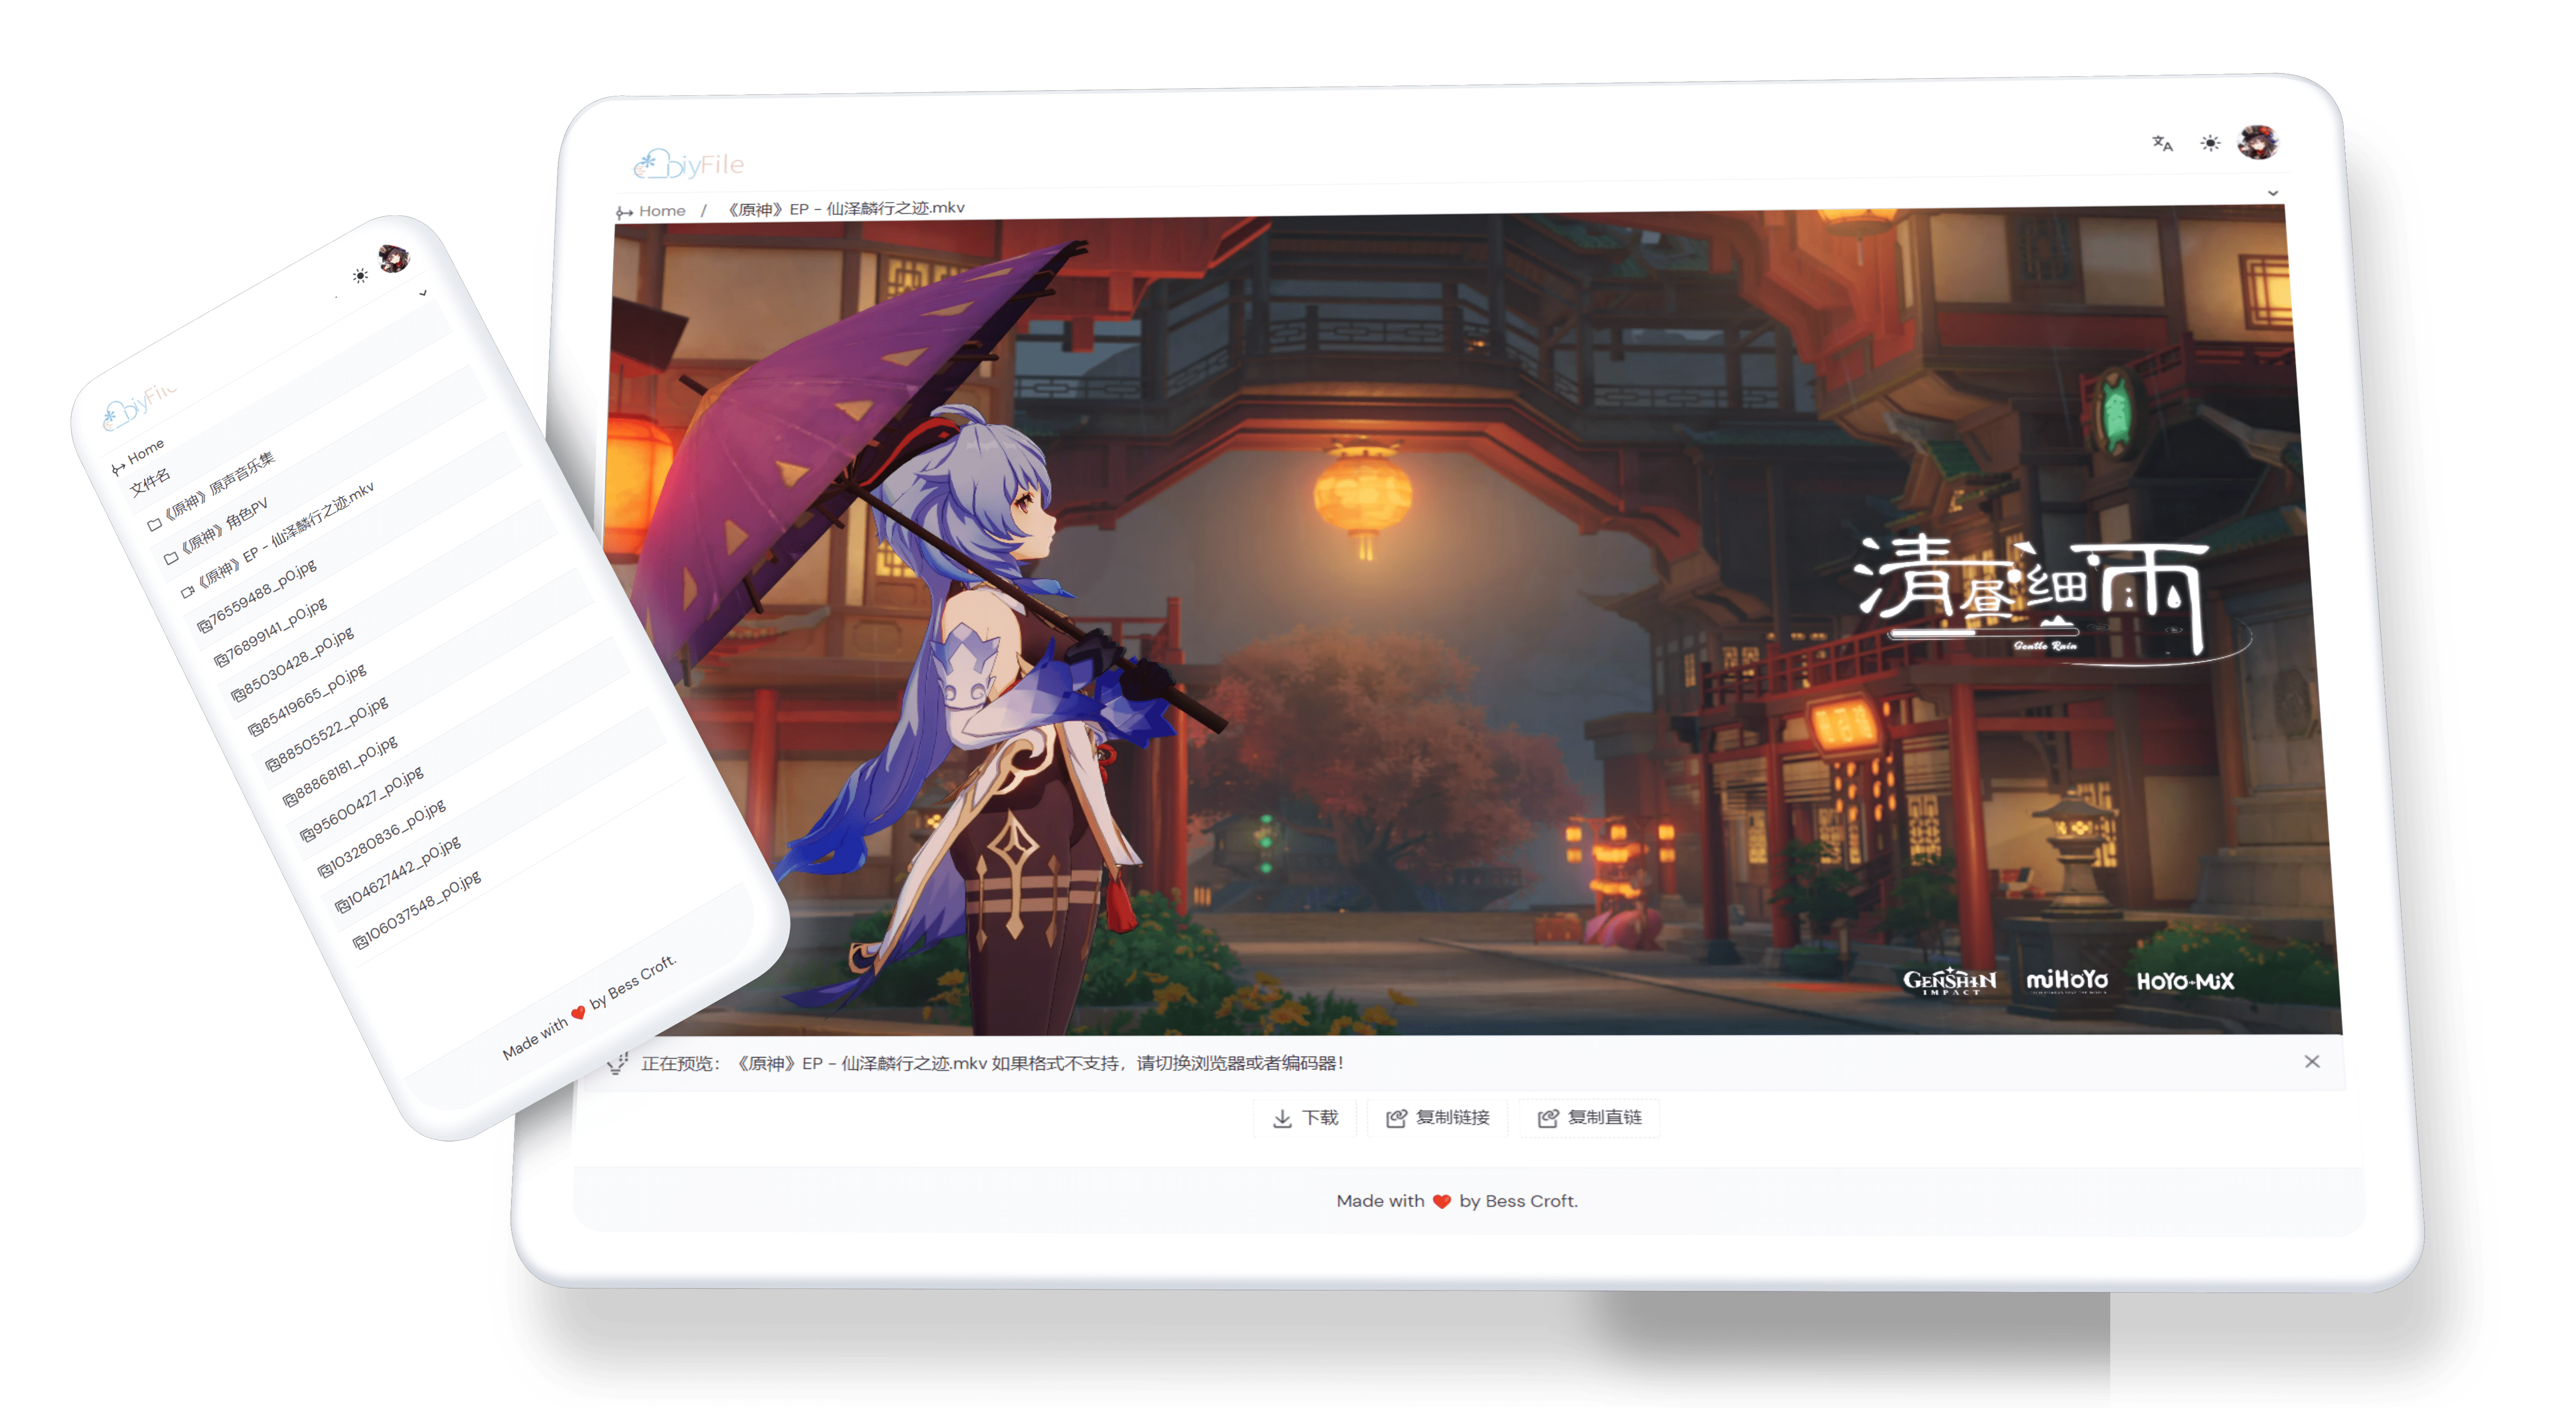 DiyFile
Home
文件名
《原神》原声音乐集
《原神》角色PV
《原神》EP - 仙泽麟行之迹.mkv
76559488_p0.jpg
76899141_p0.jpg
85030428_p0.jpg
85419665_p0.jpg
88505522_p0.jpg
88868181_p0.jpg
95600427_p0.jpg
103280836_p0.jpg
104627442_p0.jpg
106037548_p0.jpg
Made with ❤ by Bess Croft.
DiyFile
Home / 《原神》EP - 仙泽麟行之迹.mkv
清昼细雨
Gentle Rain
GENSHIN IMPACT miHoYo HOYO-MiX
正在预览：《原神》EP - 仙泽麟行之迹.mkv 如果格式不支持，请切换浏览器或者编码器！
下载 复制链接 复制直链
Made with ❤ by Bess Croft.